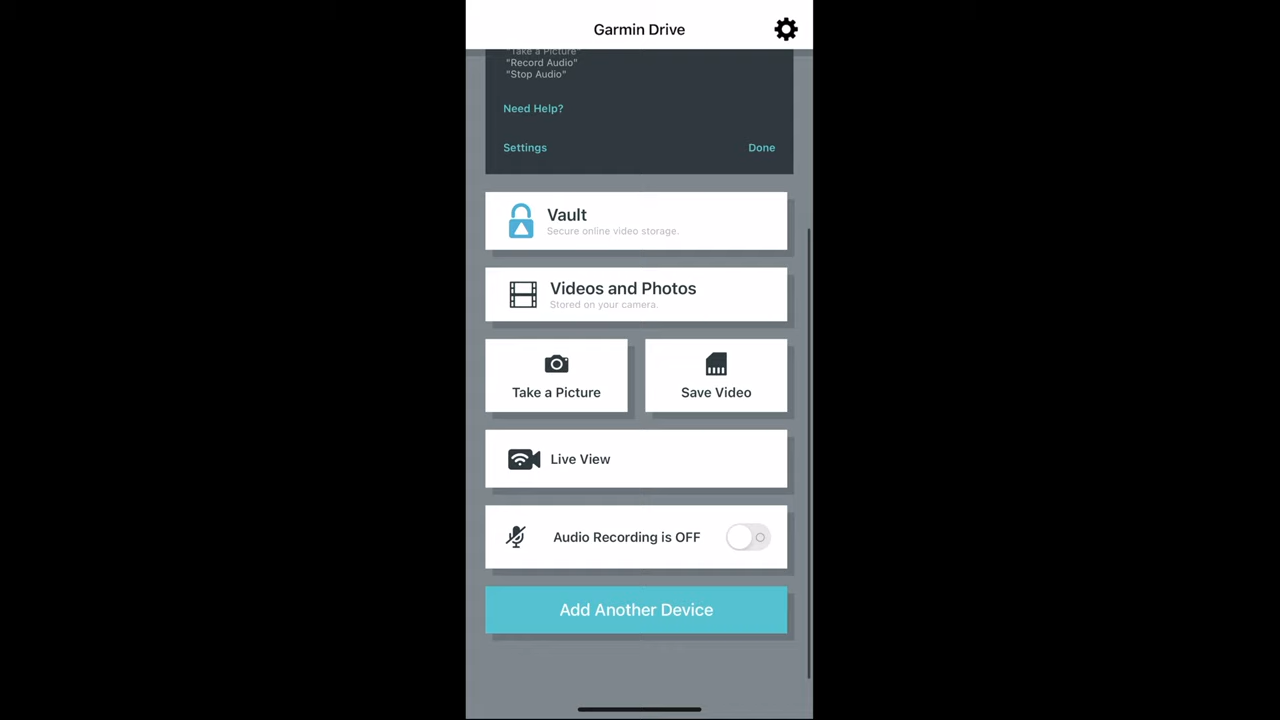 Garmin Drive
"Take a Picture"
"Record Audio"
"Stop Audio"
Need Help?
Settings Done
Vault
Secure online video storage.
Videos and Photos
Stored on your camera.
Take a Picture Save Video
Live View
Audio Recording is OFF
Add Another Device